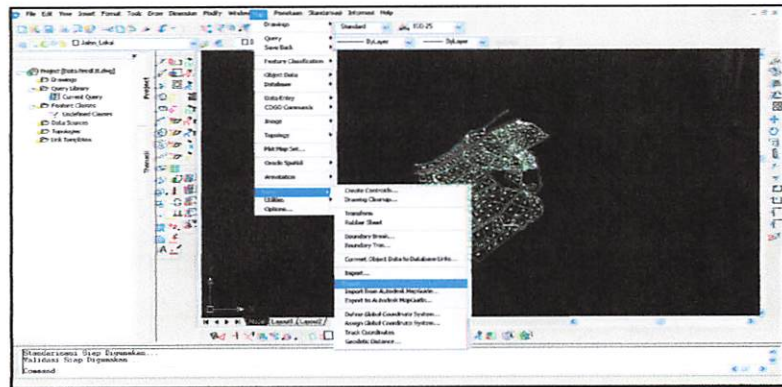 File Edit View Insert Format Tools Draw Dimension Modify Window Pemetaan Standarisasi Informasi Help
Standard ISO-25
Jalan_Lokal
ByLayer ByLayer
Project
Drawings
Query Library
Current Query
Feature Classes
Undefined Classes
Data Sources
Topologies
Link Templates
Project
Drawings
Query
Save Back
Feature Classification
Object Data
Database
Data Entry
COGO Commands
Image
Topology
Plot Map Set...
Oracle Spatial
Annotation
Utilities
Options...
Create Centroids...
Drawing Cleanup...
Transform
Rubber Sheet
Boundary Break...
Boundary Trim...
Convert Object Data to Database Links...
Import...
Import from Autodesk MapGuide...
Export to Autodesk MapGuide...
Define Global Coordinate System...
Assign Global Coordinate System...
Track Coordinates
Geodetic Distance...
Model Layout1 Layout2
Standarisasi Siap Digunakan...
Validasi Siap Digunakan
Command: